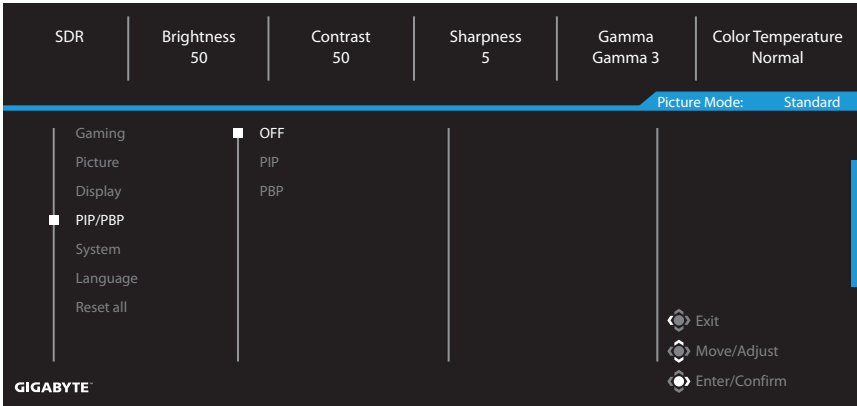 SDR Brightness Contrast Sharpness Gamma Color Temperature
50 50 5 Gamma 3 Normal
Picture Mode: Standard
Gaming OFF
Picture PIP
Display PBP
PIP/PBP
System
Language
Reset all
Exit
Move/Adjust
Enter/Confirm
GIGABYTE™